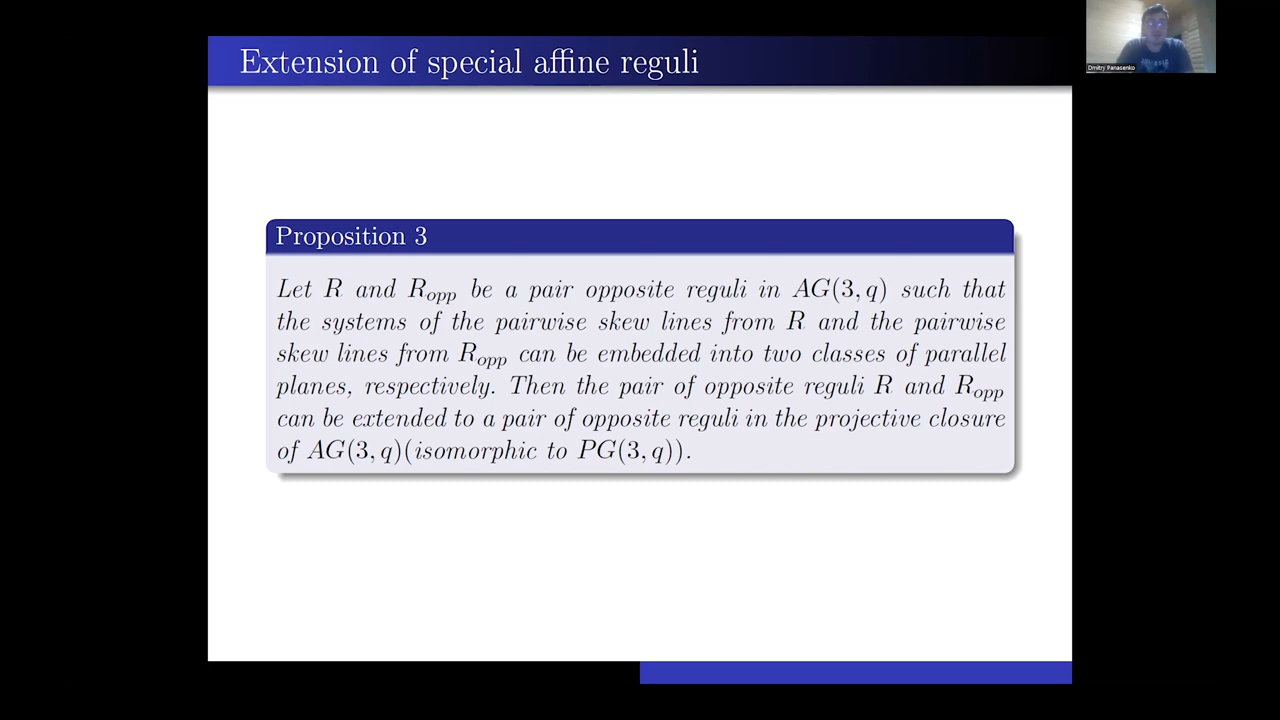 Extension of special affine reguli
Dmitry Panasenko
Proposition 3
Let R and R_opp be a pair opposite reguli in AG(3, q) such that
the systems of the pairwise skew lines from R and the pairwise
skew lines from R_opp can be embedded into two classes of parallel
planes, respectively. Then the pair of opposite reguli R and R_opp
can be extended to a pair of opposite reguli in the projective closure
of AG(3, q)(isomorphic to PG(3, q)).